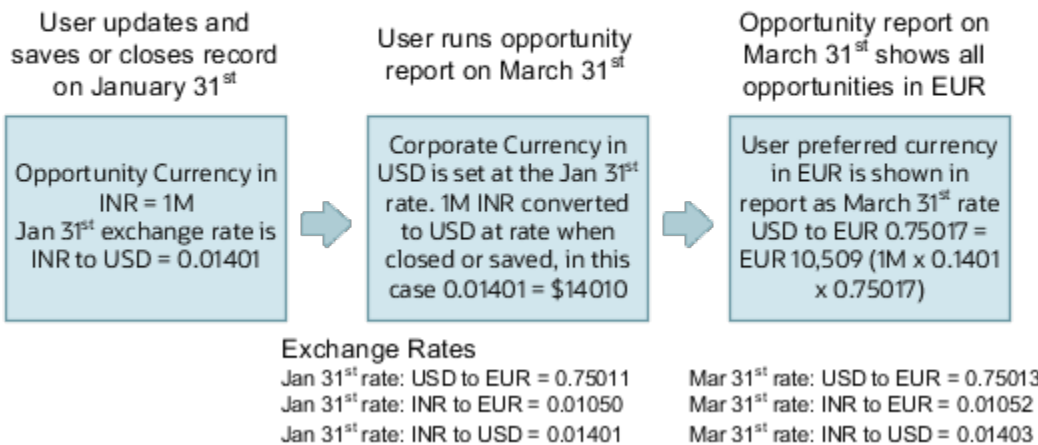 User updates and
saves or closes record
on January 31st
User runs opportunity
report on March 31st
Opportunity report on
March 31st shows all
opportunities in EUR
Opportunity Currency in
INR = 1M
Jan 31st exchange rate is
INR to USD = 0.01401
Corporate Currency in
USD is set at the Jan 31st
rate. 1M INR converted
to USD at rate when
closed or saved, in this
case 0.01401 = $14010
User preferred currency
in EUR is shown in
report as March 31st rate
USD to EUR 0.75017 =
EUR 10,509 (1M x 0.1401
x 0.75017)
Exchange Rates
Jan 31st rate: USD to EUR = 0.75011
Jan 31st rate: INR to EUR = 0.01050
Jan 31st rate: INR to USD = 0.01401
Mar 31st rate: USD to EUR = 0.75013
Mar 31st rate: INR to EUR = 0.01052
Mar 31st rate: INR to USD = 0.01403